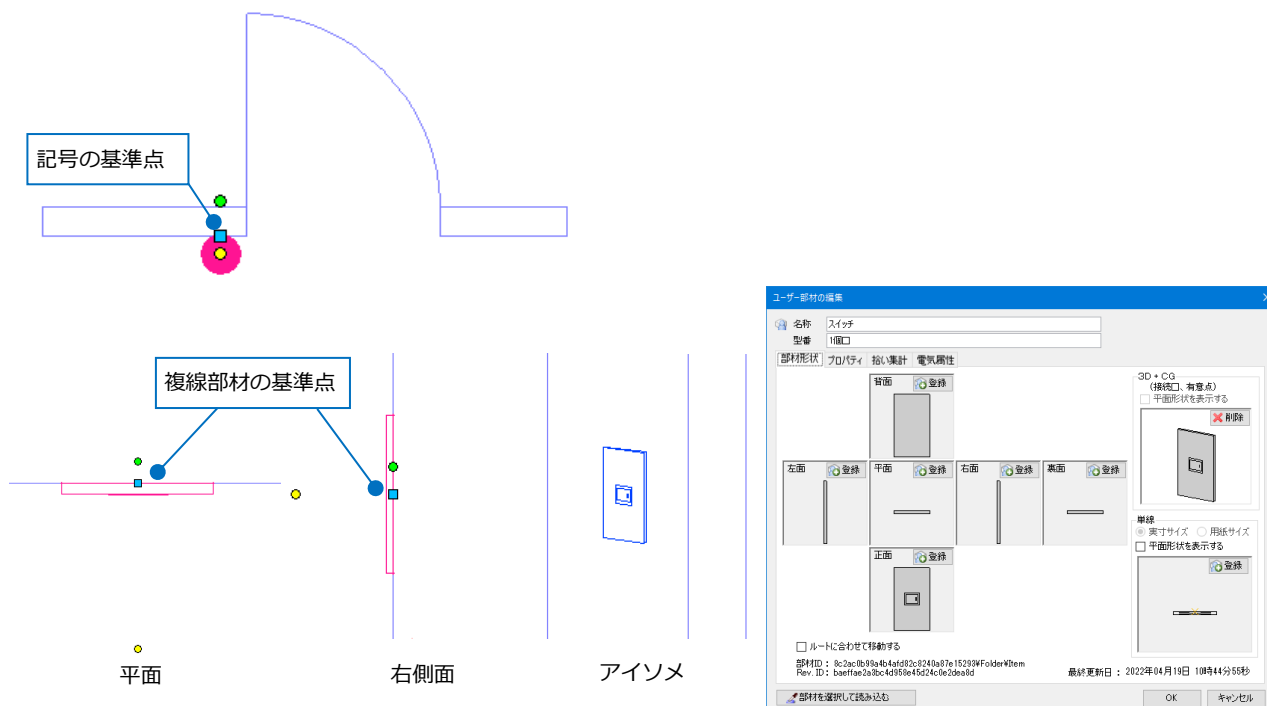 記号の基準点
複線部材の基準点
平面
右側面
アイソメ
ユーザー部材の編集
名称 スイッチ
型番 1個口
部材形状 プロパティ 拾い集計 電気属性
背面 登録
3D + CG
(接続口、有意点)
平面形状を表示する
削除
左面 登録 平面 登録 右面 登録 裏面 登録
単線
実寸サイズ 用紙サイズ
平面形状を表示する
登録
正面 登録
ルートに合わせて移動する
部材ID : 8c2ac0b99a4b4afd82c8240a87e15293¥Folder¥Item
Rev. ID : baeffae2a3bc4d958e45d24c0e2dea8d
最終更新日 : 2022年04月19日 10時44分55秒
部材を選択して読み込む
OK キャンセル